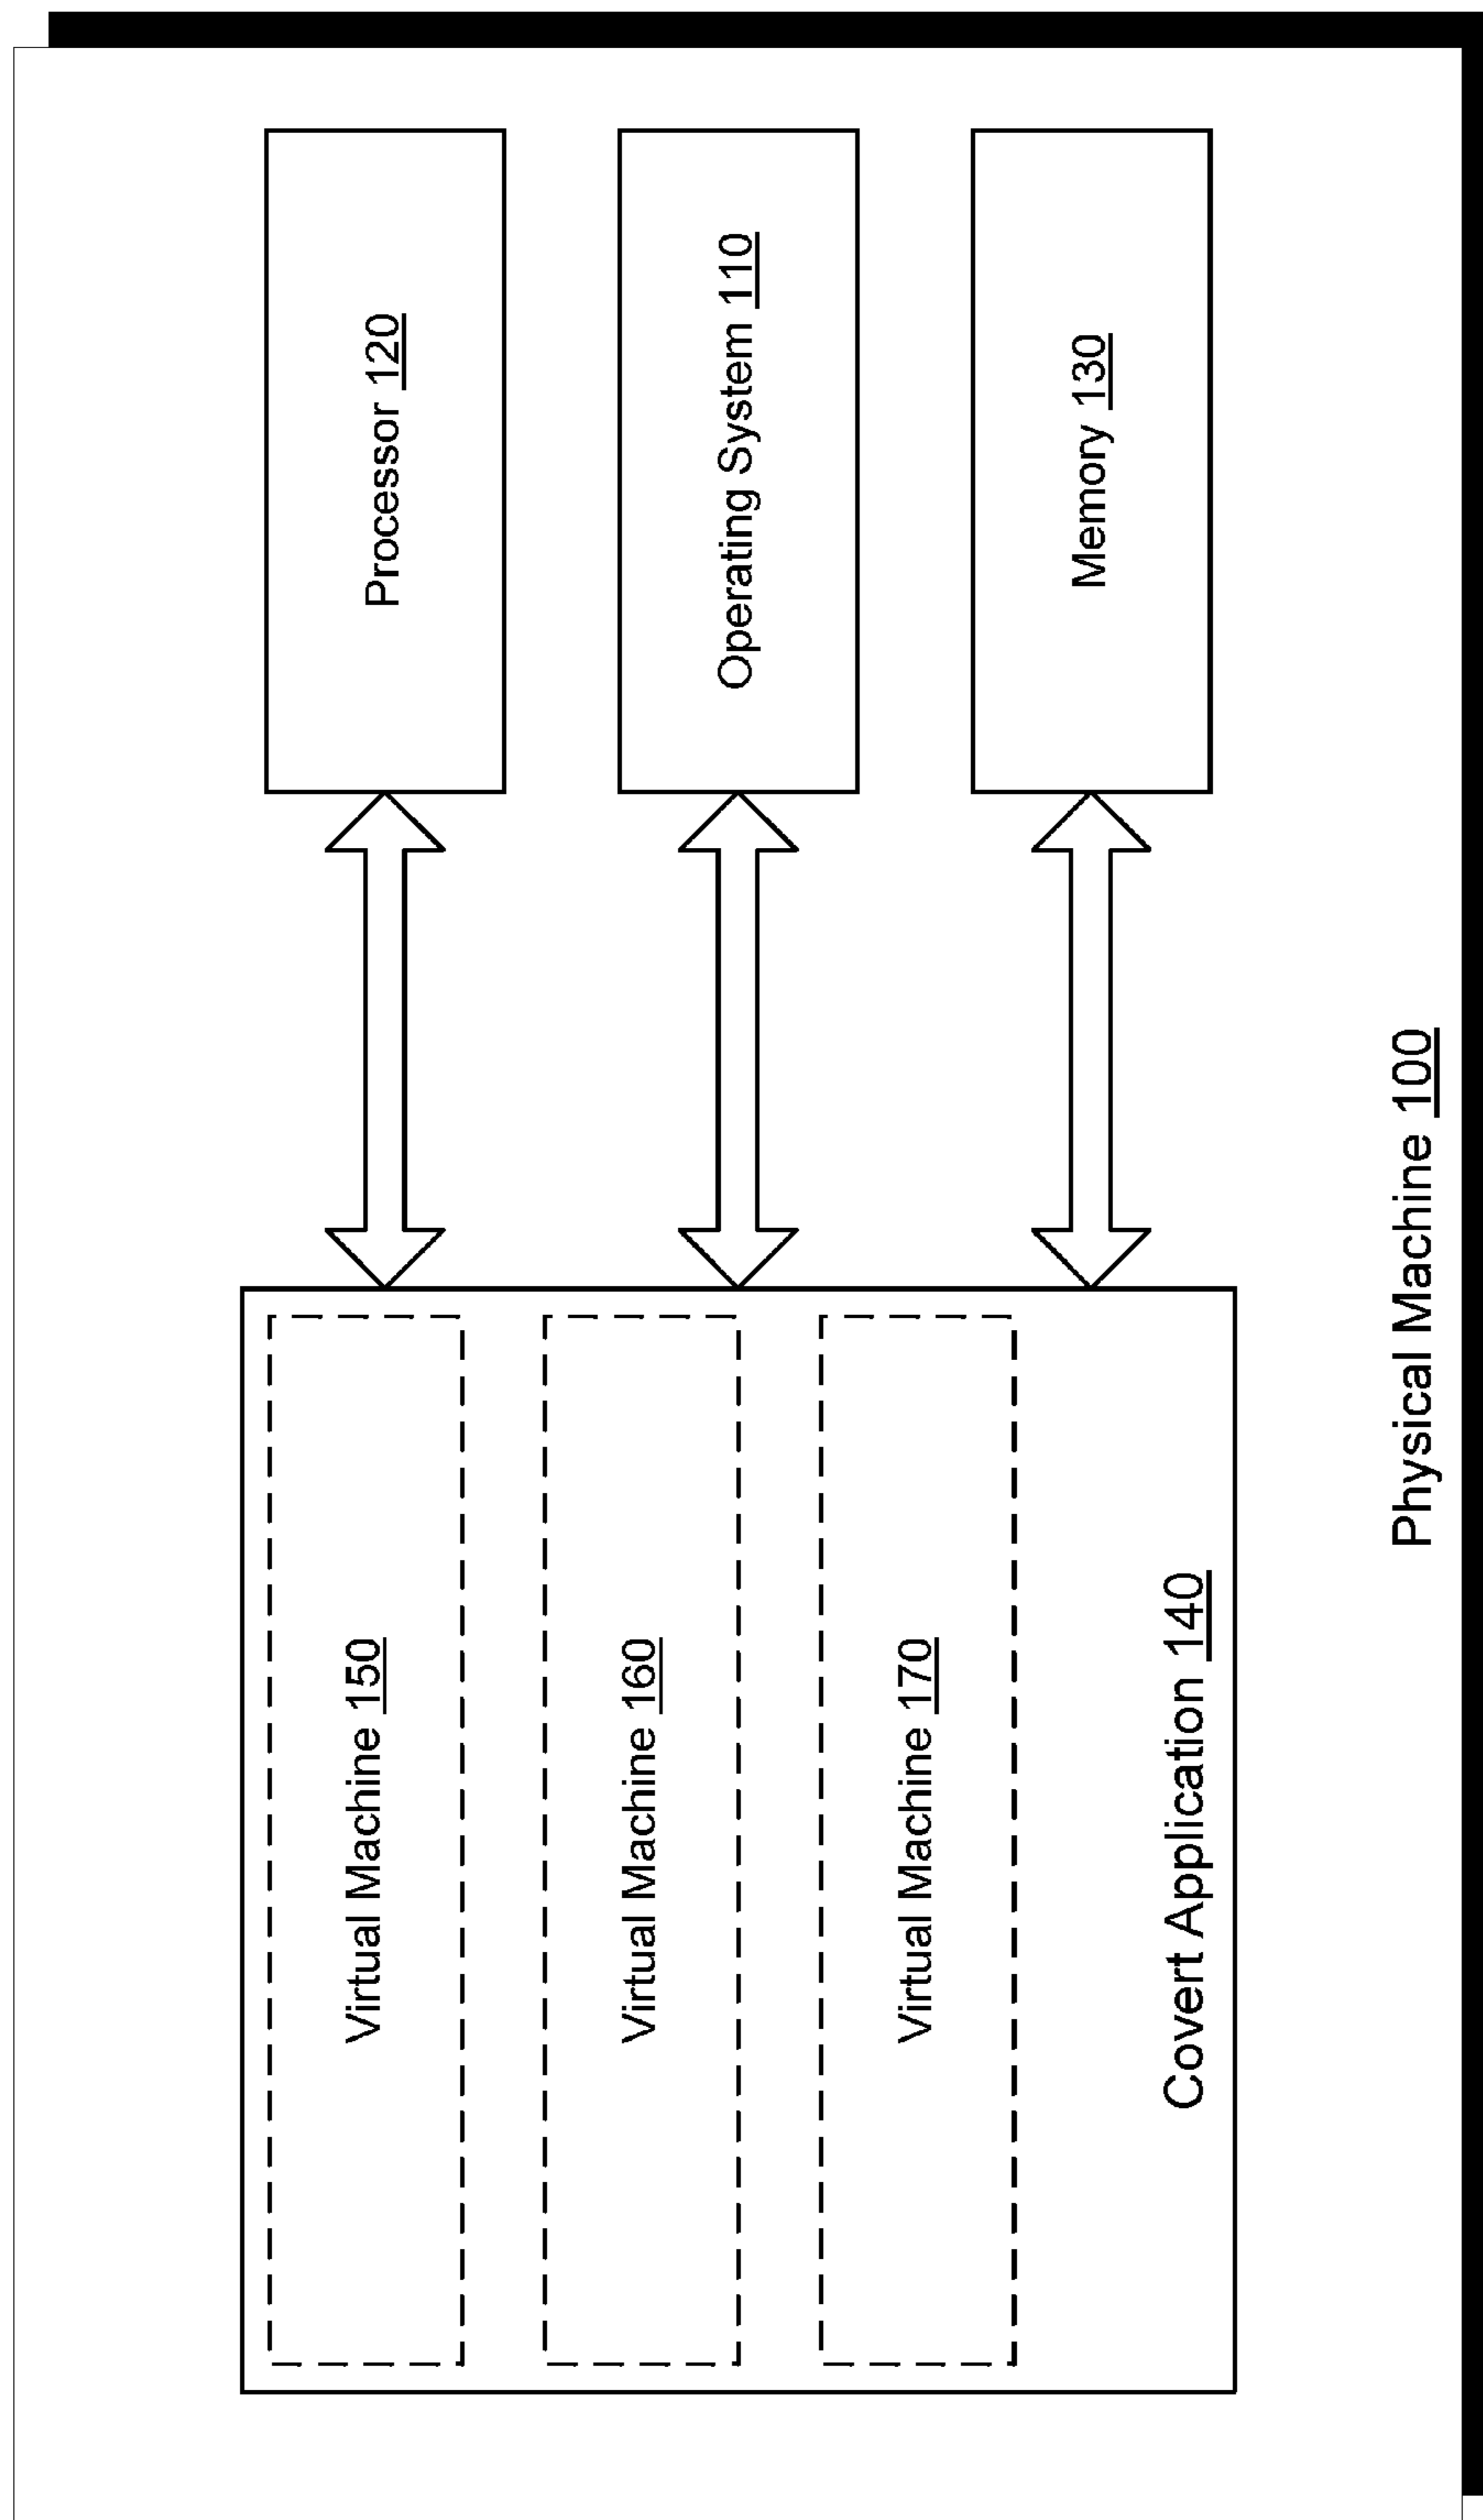 Virtual Machine 150
Processor 120
Virtual Machine 160
Operating System 110
Virtual Machine 170
Memory 130
Covert Application 140
Physical Machine 100